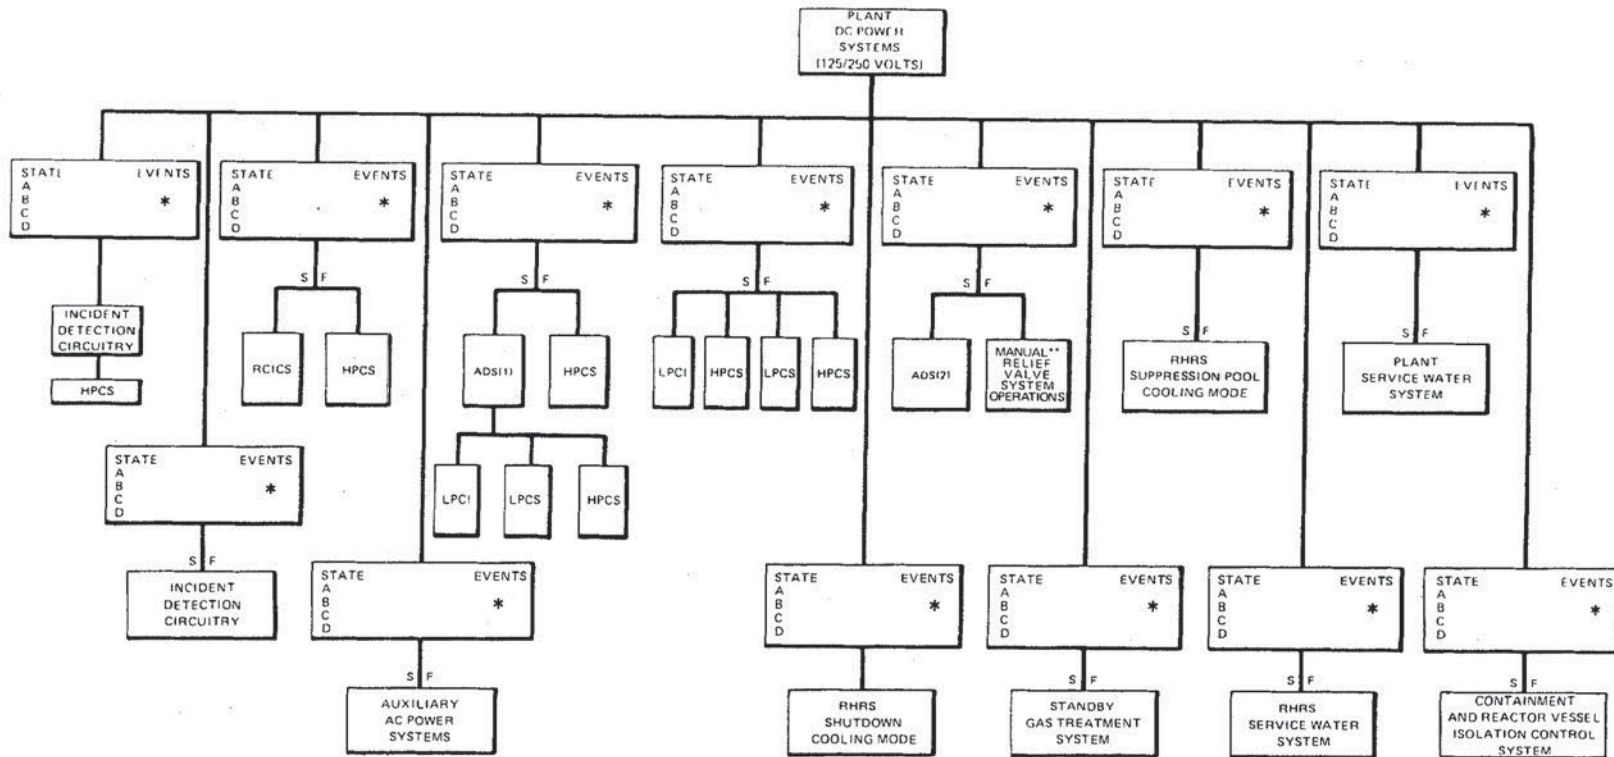 PLANT
DC POWER
SYSTEMS
(125/250 VOLTS)
STATE EVENTS
A
B
C
D
*
STATE EVENTS
A
B
C
D
*
STATE EVENTS
A
B
C
D
*
STATE EVENTS
A
B
C
D
*
STATE EVENTS
A
B
C
D
*
STATE EVENTS
A
B
C
D
*
STATE EVENTS
A
B
C
D
*
INCIDENT
DETECTION
CIRCUITRY
HPCS
S F
RCICS
HPCS
S F
ADS(1)
HPCS
LPCI
LPCS
HPCS
S F
LPCI
HPCS
LPCS
HPCS
S F
ADS(2)
MANUAL**
RELIEF
VALVE
SYSTEM
OPERATIONS
S F
RHRS
SUPPRESSION POOL
COOLING MODE
S F
PLANT
SERVICE WATER
SYSTEM
STATE EVENTS
A
B
C
D
*
S F
INCIDENT
DETECTION
CIRCUITRY
STATE EVENTS
A
B
C
D
*
S F
AUXILIARY
AC POWER
SYSTEMS
STATE EVENTS
A
B
C
D
*
RHRS
SHUTDOWN
COOLING MODE
STATE EVENTS
A
B
C
D
*
S F
STANDBY
GAS TREATMENT
SYSTEM
STATE EVENTS
A
B
C
D
*
S F
RHRS
SERVICE WATER
SYSTEM
STATE EVENTS
A
B
C
D
*
S F
CONTAINMENT
AND REACTOR VESSEL
ISOLATION CONTROL
SYSTEM